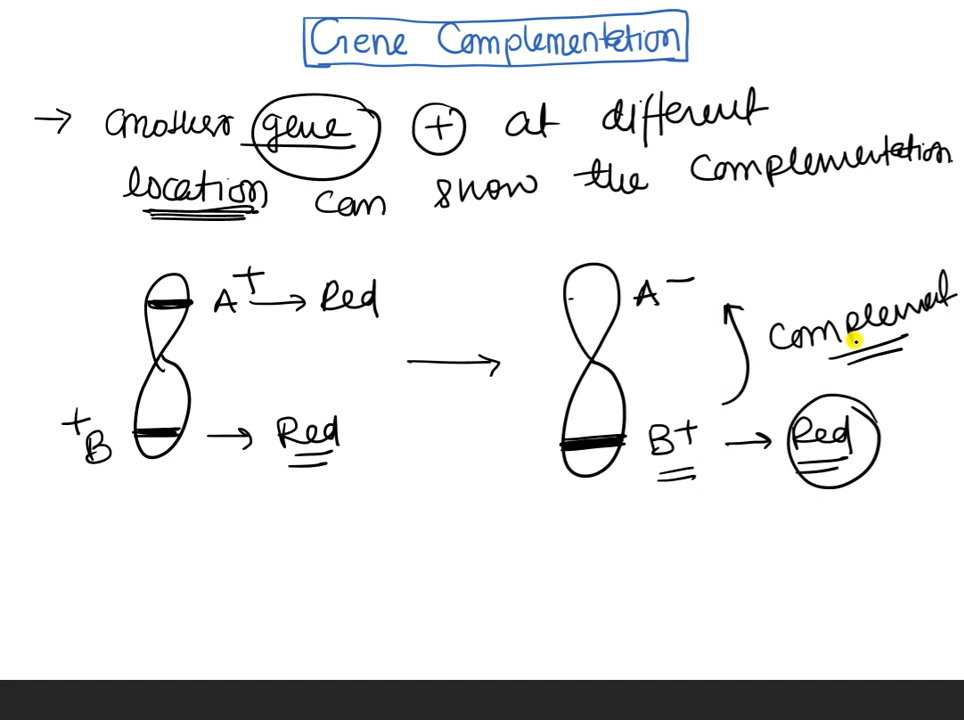 Gene Complementation
→ another gene (+) at different
location can show the complementation
A+ → Red
+B → Red
→
A-
Complement
B+ → Red